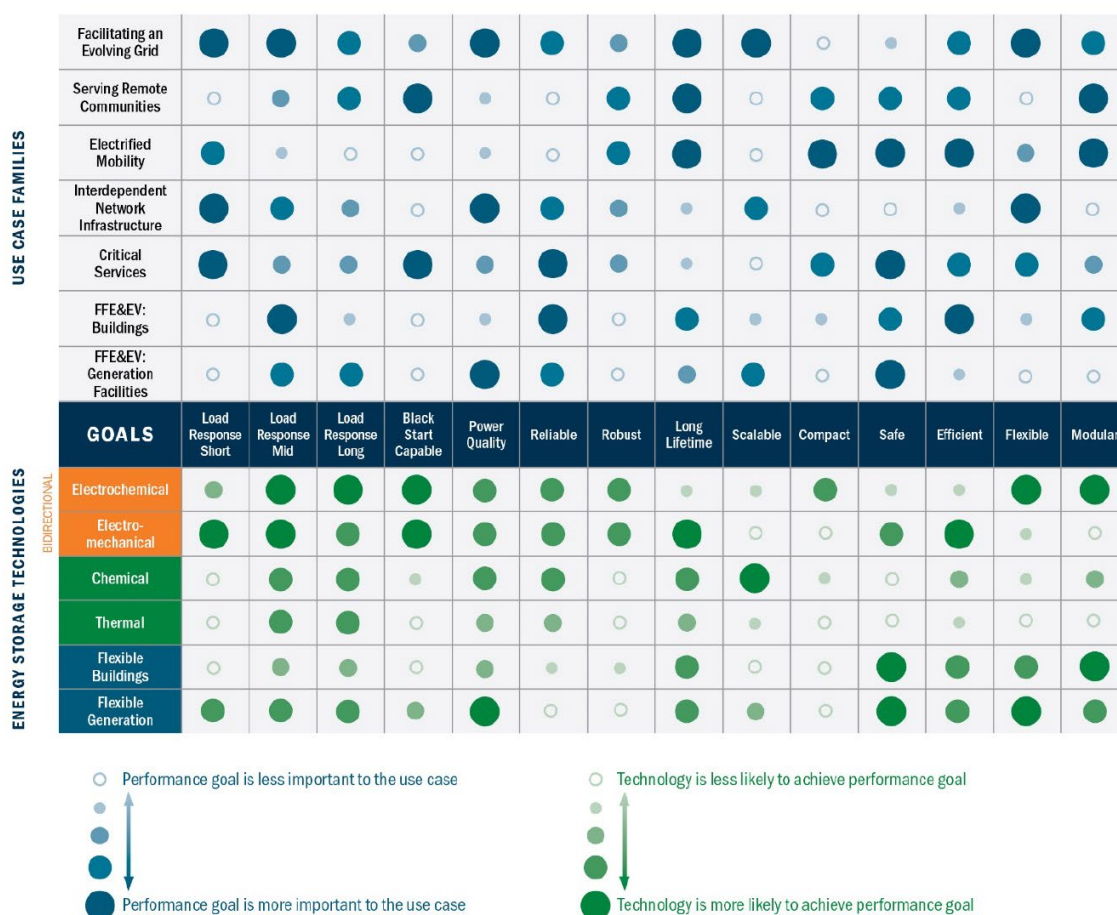 Facilitating an
Evolving Grid
Serving Remote
Communities
Electrified
Mobility
Interdependent
Network
Infrastructure
Critical
Services
FFE&EV:
Buildings
FFE&EV:
Generation
Facilities
USE CASE FAMILIES
GOALS
Load
Response
Short
Load
Response
Mid
Load
Response
Long
Black
Start
Capable
Power
Quality
Reliable
Robust
Long
Lifetime
Scalable
Compact
Safe
Efficient
Flexible
Modular
ENERGY STORAGE TECHNOLOGIES
BIDIRECTIONAL
Electrochemical
Electro-
mechanical
Chemical
Thermal
Flexible
Buildings
Flexible
Generation
Performance goal is less important to the use case
Performance goal is more important to the use case
Technology is less likely to achieve performance goal
Technology is more likely to achieve performance goal